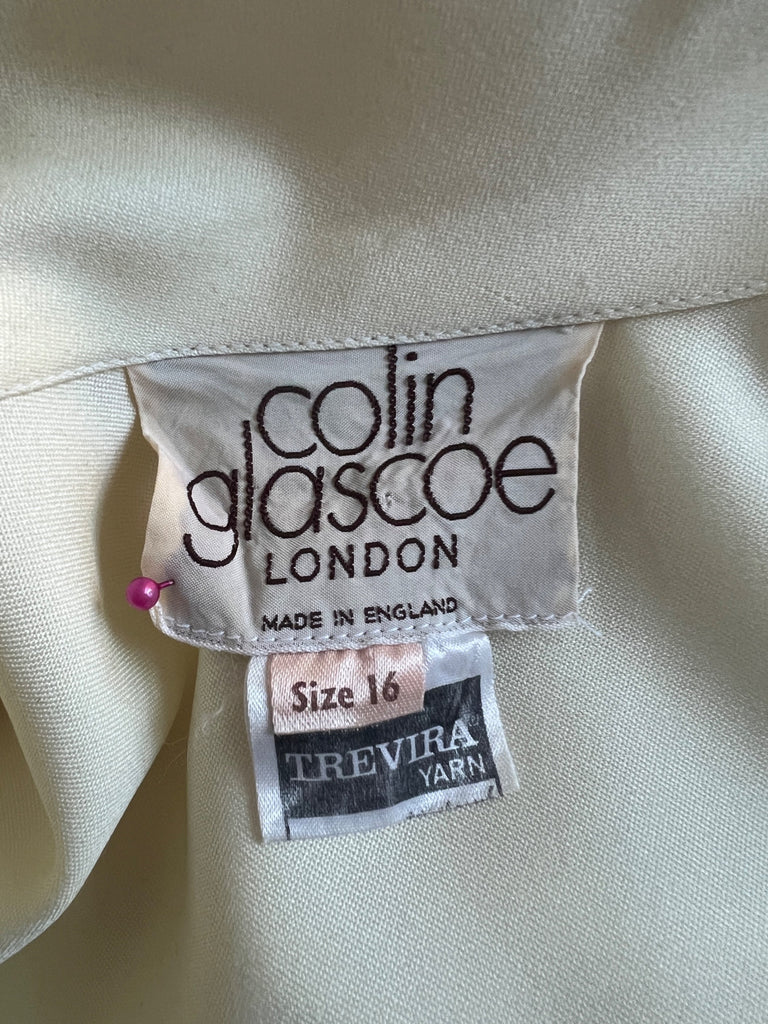 colin
glascoe
LONDON
MADE IN ENGLAND
Size 16
TREVIRA
YARN